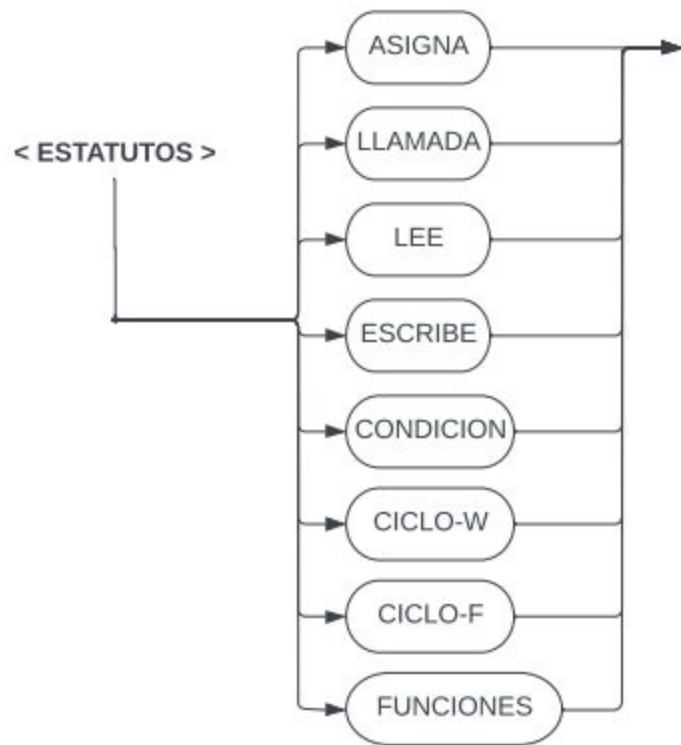 ASIGNA
LLAMADA
< ESTATUTOS >
LEE
ESCRIBE
CONDICION
CICLO-W
CICLO-F
FUNCIONES